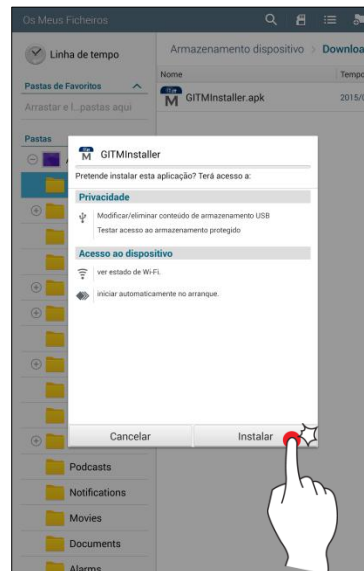 Os Meus Ficheiros
Linha de tempo
Armazenamento dispositivo > Downloa
Nome
Tempo
Pastas de Favoritos
GITM
M
GITMInstaller.apk
2015/0
Arrastar e l...pastas aqui
Pastas
A
M
GITMInstaller
Pretende instalar esta aplicação? Terá acesso a:
Privacidade
Modificar/eliminar conteúdo de armazenamento USB
Testar acesso ao armazenamento protegido
Acesso ao dispositivo
ver estado de Wi-Fi.
iniciar automaticamente no arranque.
Cancelar
Instalar
Podcasts
Notifications
Movies
Documents
Alarms